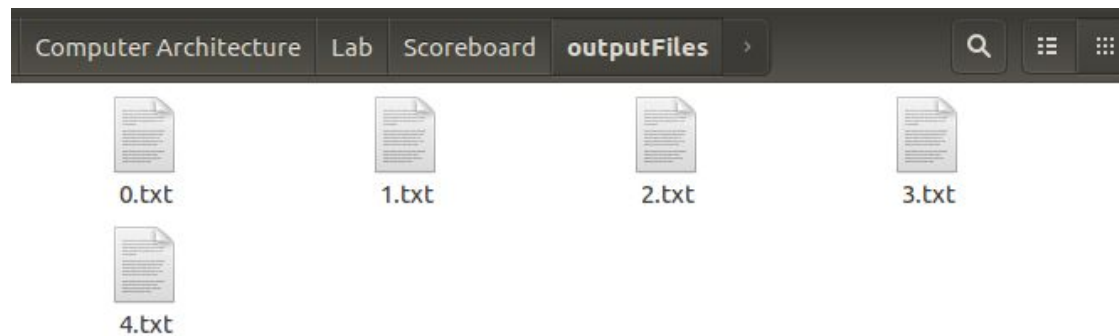 Computer Architecture Lab Scoreboard outputFiles
0.txt 1.txt 2.txt 3.txt
4.txt